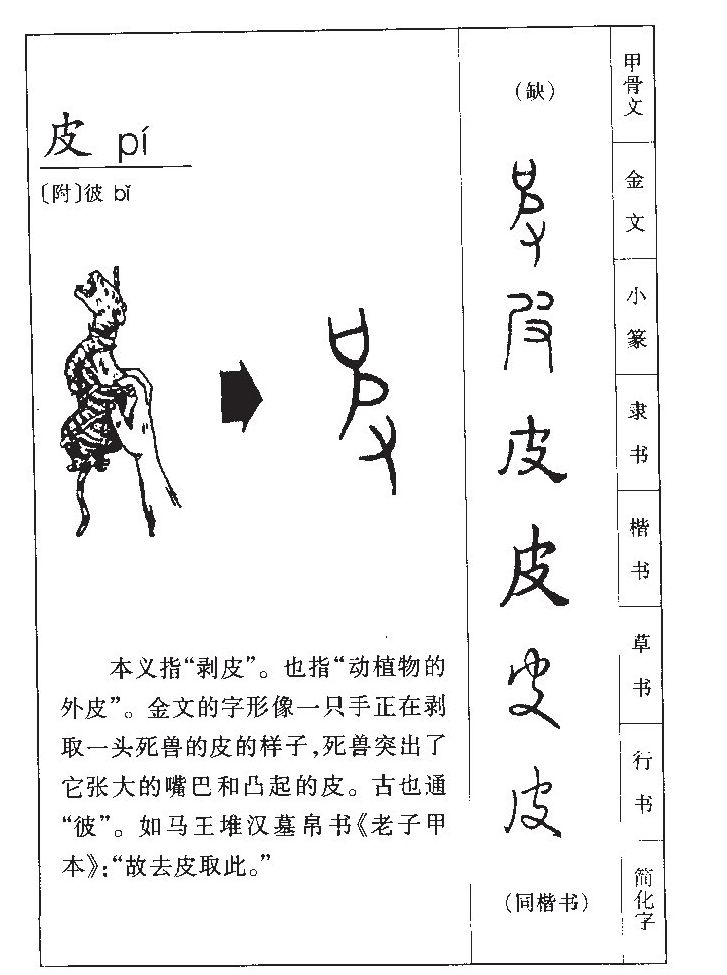 皮 pí
〔附〕彼 bǐ
本义指“剥皮”。也指“动植物的
外皮”。金文的字形像一只手正在剥
取一头死兽的皮的样子，死兽突出了
它张大的嘴巴和凸起的皮。古也通
“彼”。如马王堆汉墓帛书《老子甲
本》：“故去皮取此。”
（缺）
皮
皮
皮
皮
皮
皮
（同楷书）
甲骨文
金文
小篆
隶书
楷书
草书
行书
简化字